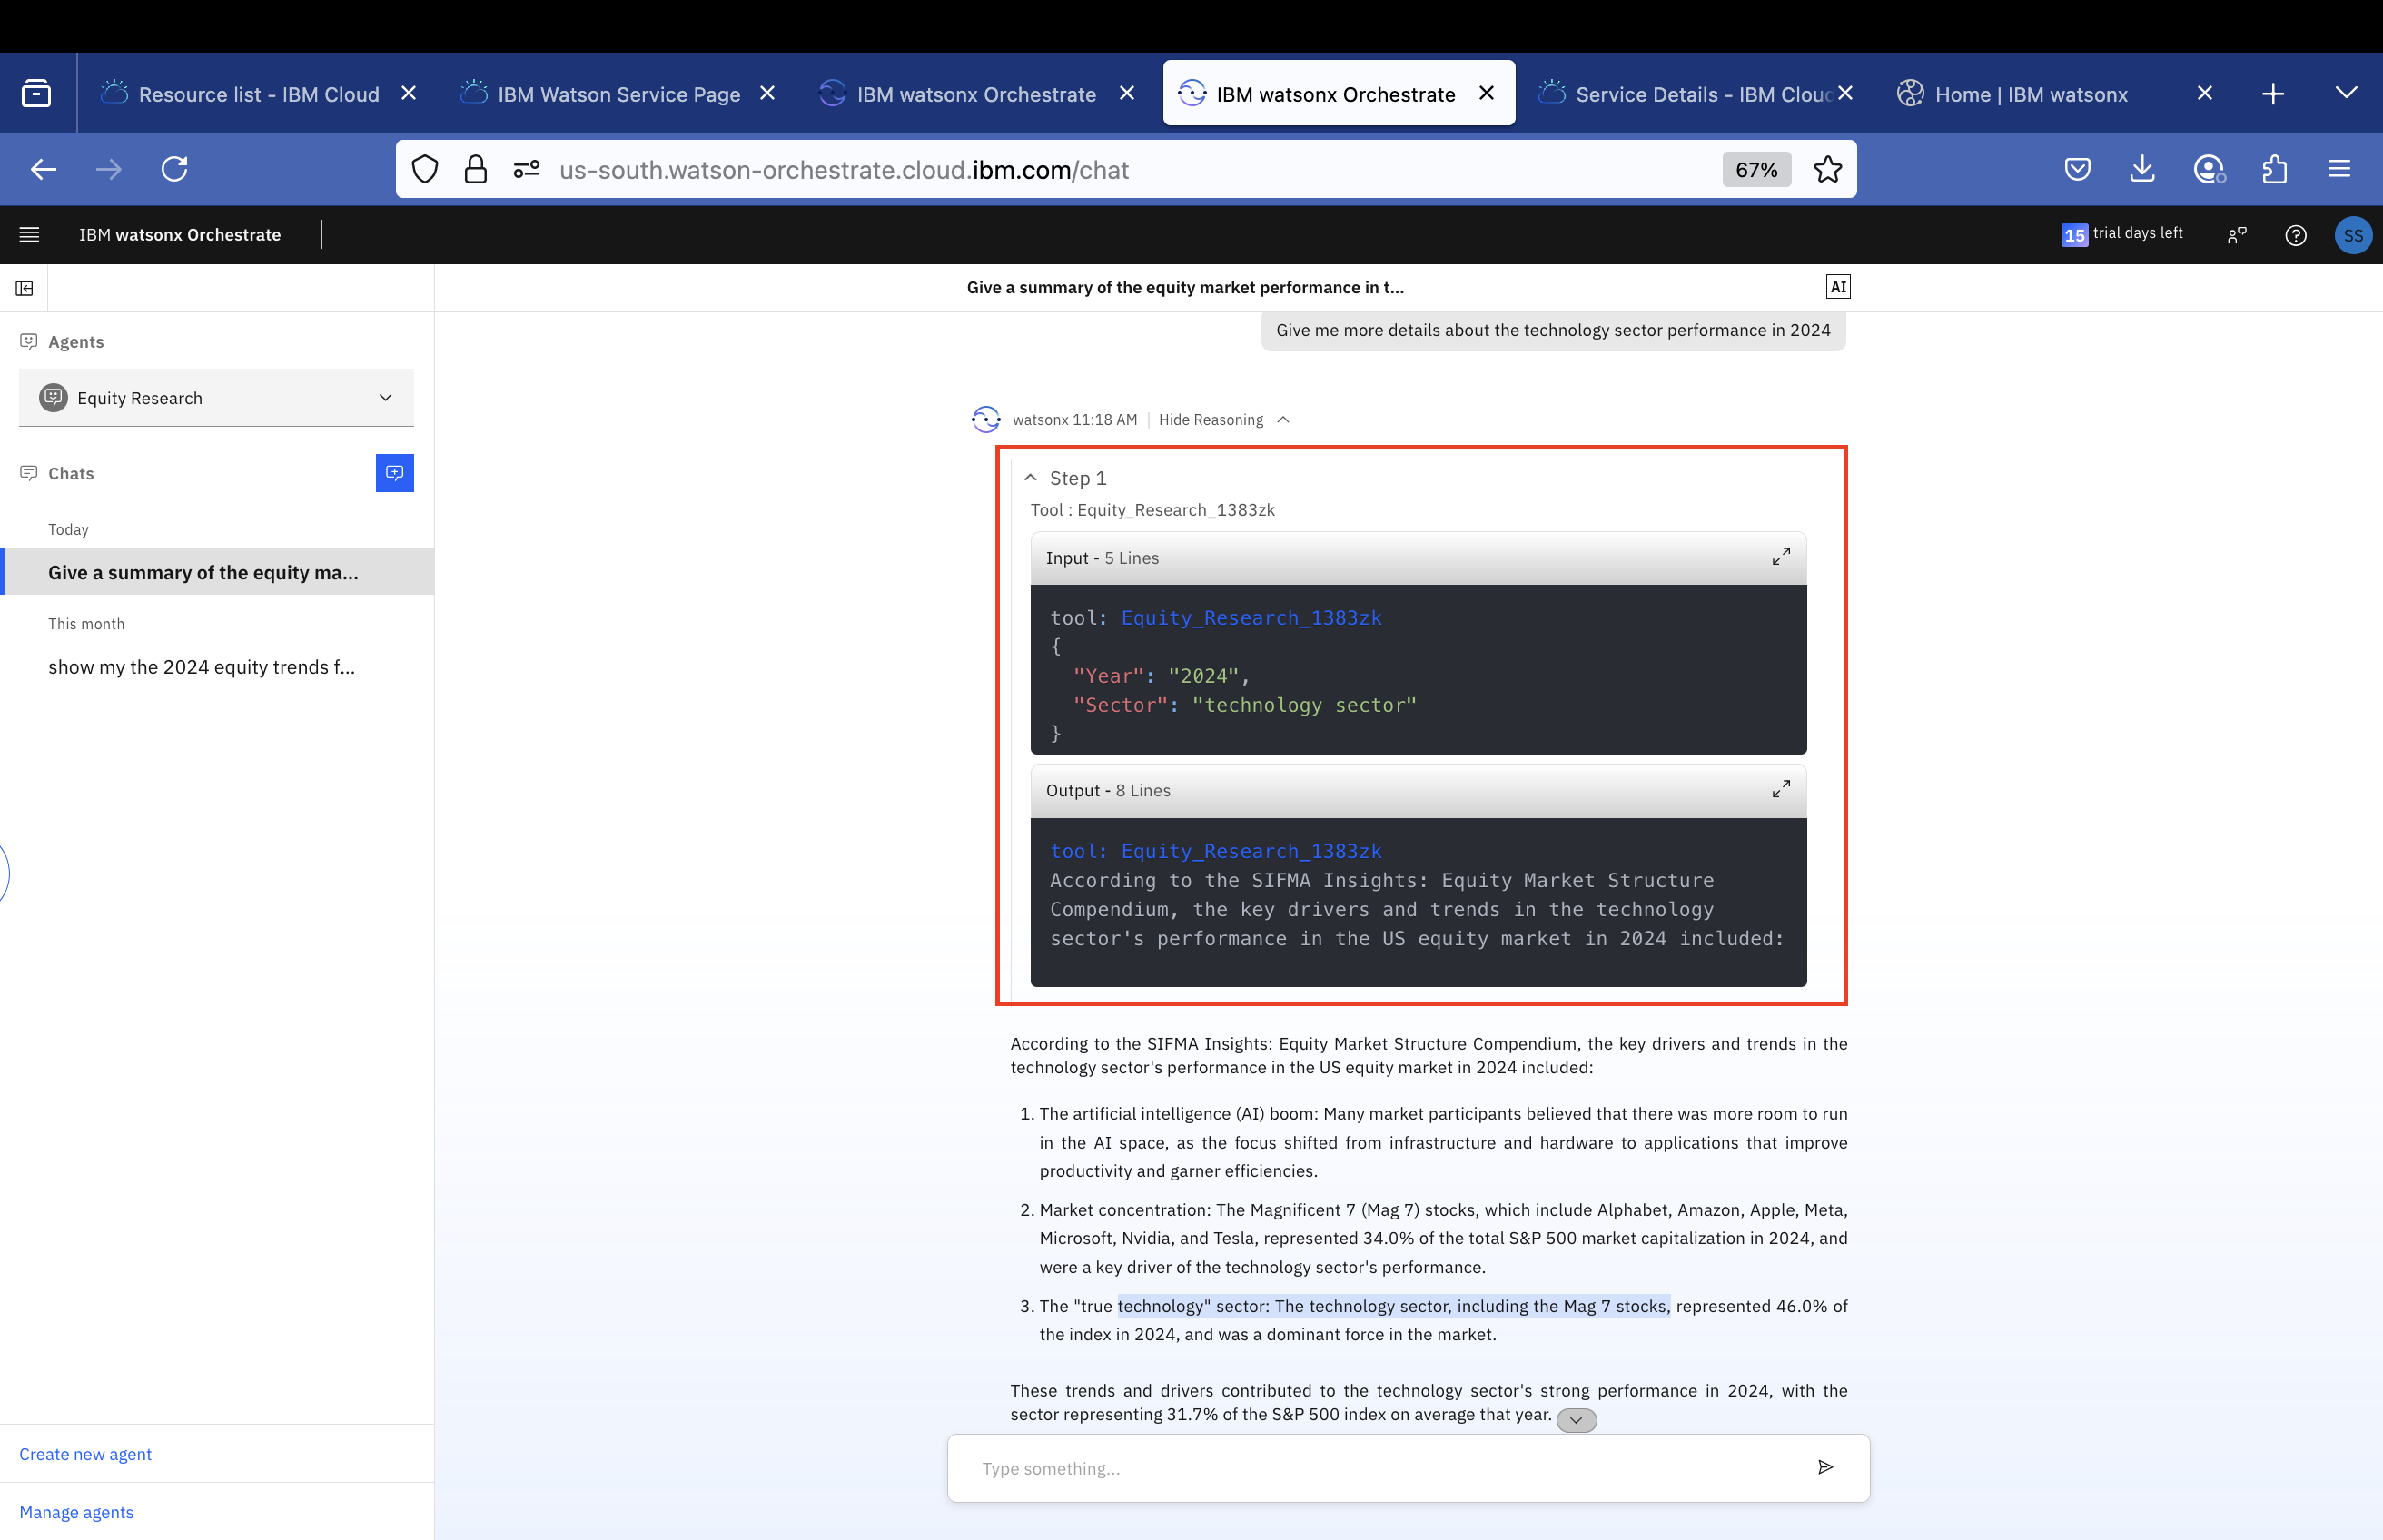 Resource list - IBM Cloud
IBM Watson Service Page
IBM watsonx Orchestrate
IBM watsonx Orchestrate
Service Details - IBM Cloud
Home | IBM watsonx
us-south.watson-orchestrate.cloud.ibm.com/chat
67%
IBM watsonx Orchestrate
15 trial days left
SS
Give a summary of the equity market performance in t...
AI
Agents
Equity Research
Chats
Today
Give a summary of the equity ma...
This month
show my the 2024 equity trends f...
Create new agent
Manage agents
Give me more details about the technology sector performance in 2024
watsonx 11:18 AM | Hide Reasoning
Step 1
Tool : Equity_Research_1383zk
Input - 5 Lines
tool: Equity_Research_1383zk
{
"Year": "2024",
"Sector": "technology sector"
}
Output - 8 Lines
tool: Equity_Research_1383zk
According to the SIFMA Insights: Equity Market Structure
Compendium, the key drivers and trends in the technology
sector's performance in the US equity market in 2024 included:
According to the SIFMA Insights: Equity Market Structure Compendium, the key drivers and trends in the
technology sector's performance in the US equity market in 2024 included:
1. The artificial intelligence (AI) boom: Many market participants believed that there was more room to run
in the AI space, as the focus shifted from infrastructure and hardware to applications that improve
productivity and garner efficiencies.
2. Market concentration: The Magnificent 7 (Mag 7) stocks, which include Alphabet, Amazon, Apple, Meta,
Microsoft, Nvidia, and Tesla, represented 34.0% of the total S&P 500 market capitalization in 2024, and
were a key driver of the technology sector's performance.
3. The "true technology" sector: The technology sector, including the Mag 7 stocks, represented 46.0% of
the index in 2024, and was a dominant force in the market.
These trends and drivers contributed to the technology sector's strong performance in 2024, with the
sector representing 31.7% of the S&P 500 index on average that year.
Type something...